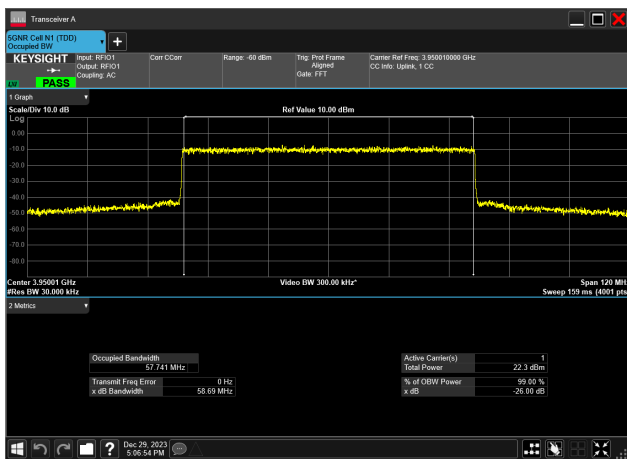 Transceiver A
5GNR Cell N1 (TDD)
Occupied BW
KEYSIGHT
PASS
Input: RFIO1
Output: RFIO1
Coupling: AC
Corr CCorr
Range: -60 dBm
Trig: Prot Frame
Aligned
Gate: FFT
Carrier Ref Freq: 3.950010000 GHz
CC Info: Uplink, 1 CC
1 Graph
Scale/Div 10.0 dB
Ref Value 10.00 dBm
Log
0.00
-10.0
-20.0
-30.0
-40.0
-50.0
-60.0
-70.0
-80.0
Center 3.95001 GHz
Video BW 300.00 kHz*
Span 120 MH
#Res BW 30.000 kHz
Sweep 159 ms (4001 pts
2 Metrics
Occupied Bandwidth
57.741 MHz
Transmit Freq Error 0 Hz
x dB Bandwidth 58.69 MHz
Active Carrier(s) 1
Total Power 22.3 dBm
% of OBW Power 99.00 %
x dB -26.00 dB
Dec 29, 2023
5:06:54 PM